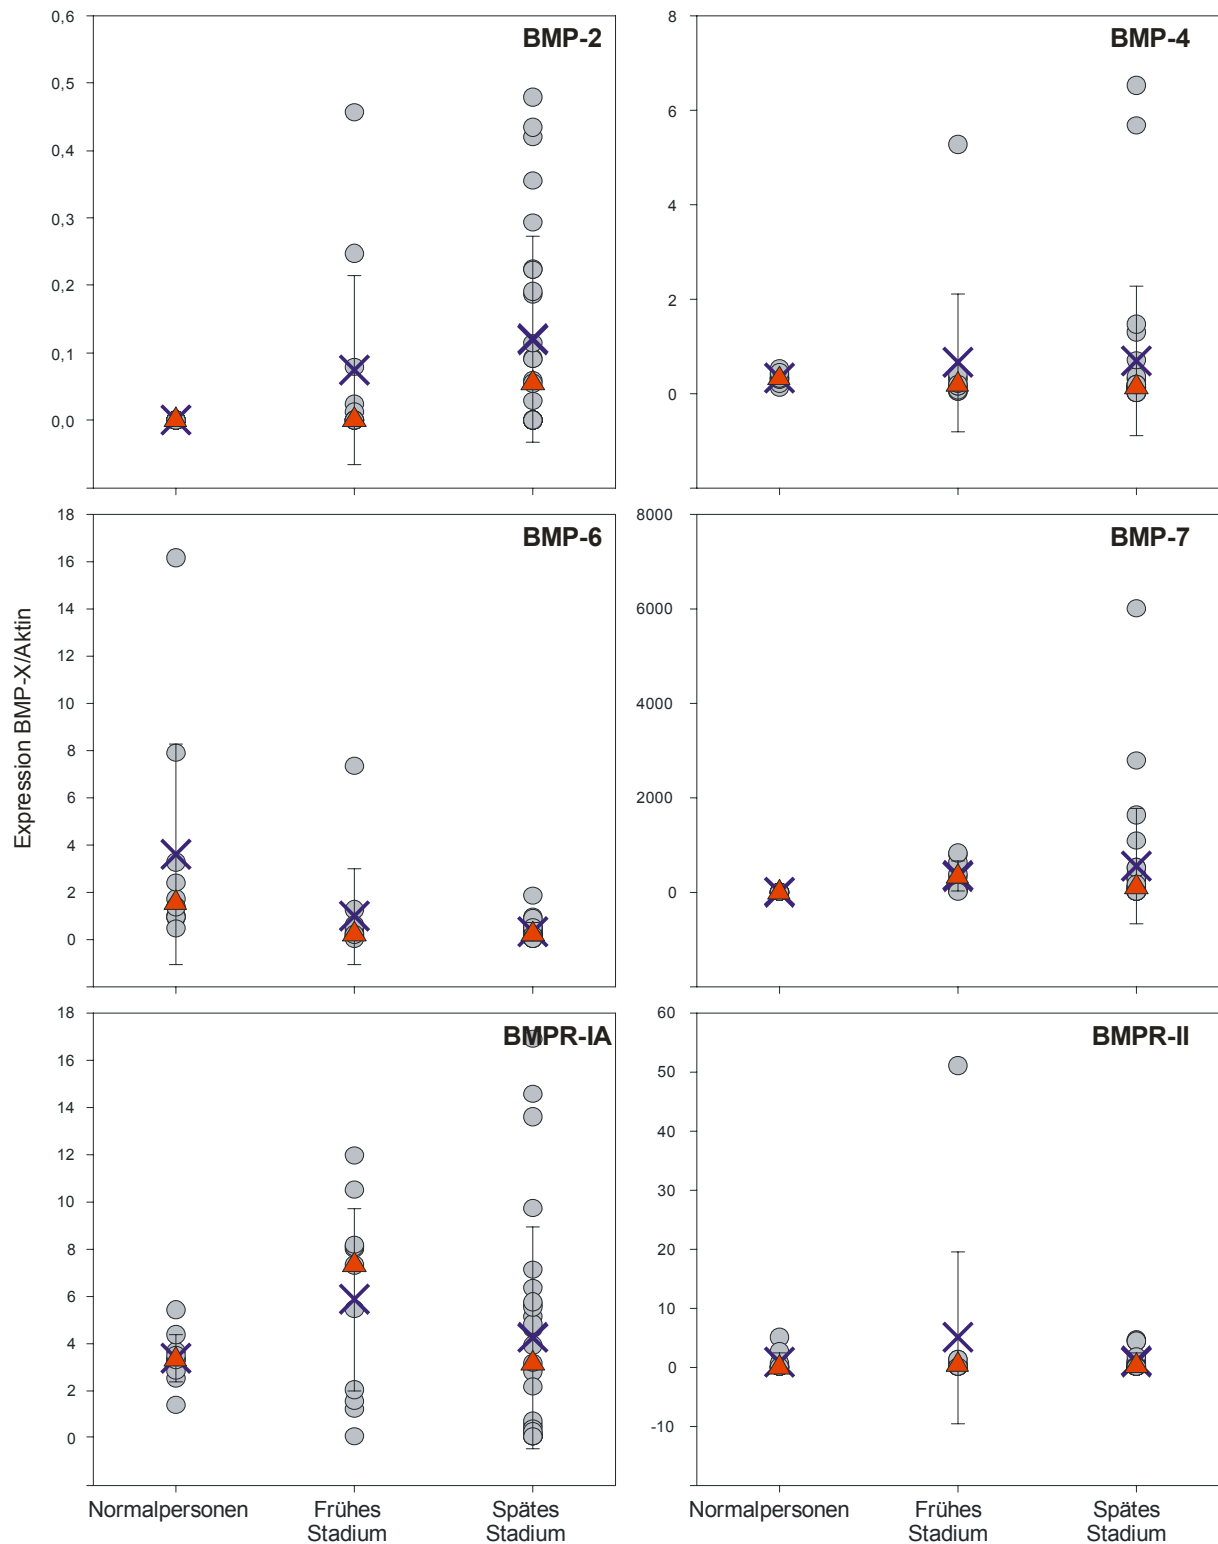 BMP-2
0,6
0,5
0,4
0,3
0,2
0,1
0,0
BMP-4
8
6
4
2
0
Expression BMP-X/Aktin
BMP-6
18
16
14
12
10
8
6
4
2
0
BMP-7
8000
6000
4000
2000
0
BMPR-IA
18
16
14
12
10
8
6
4
2
0
BMPR-II
60
50
40
30
20
10
0
-10
Normalpersonen
Frühes
Stadium
Spätes
Stadium
Normalpersonen
Frühes
Stadium
Spätes
Stadium